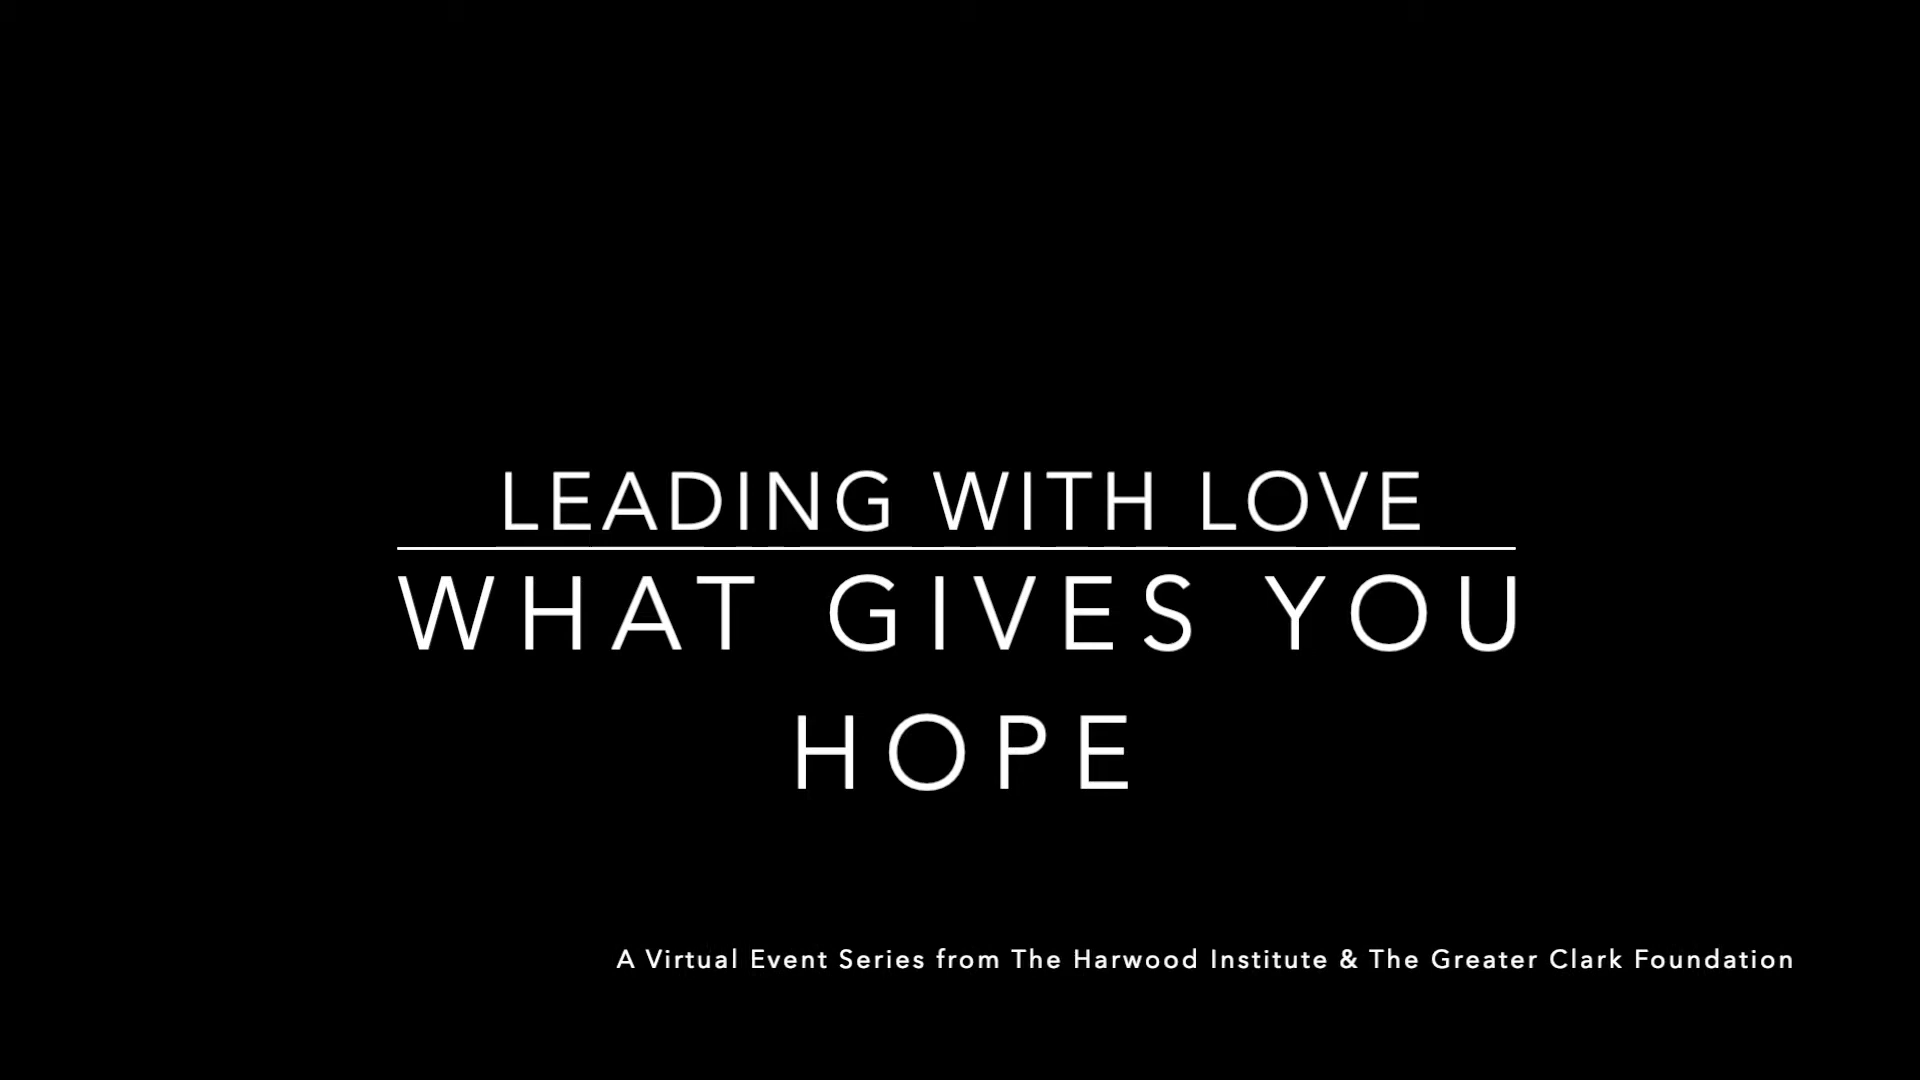 LEADING WITH LOVE
WHAT GIVES YOU
HOPE
A Virtual Event Series from The Harwood Institute & The Greater Clark Foundation